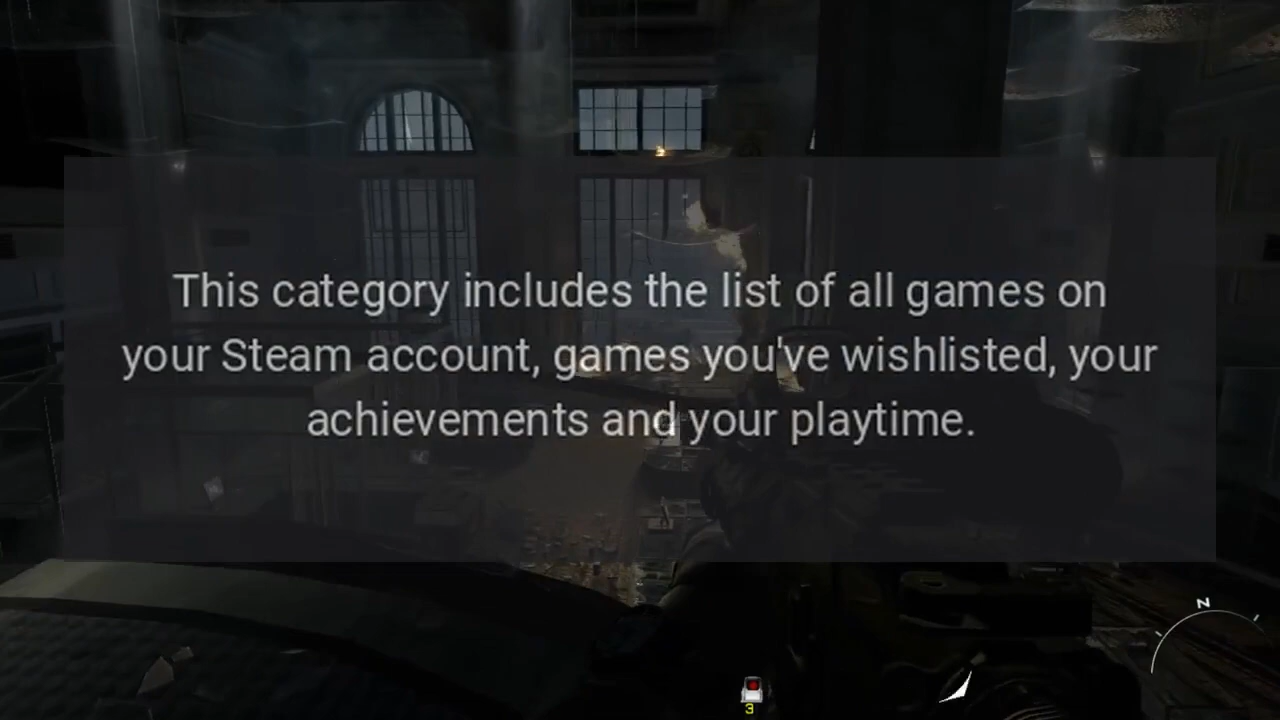 This category includes the list of all games on
your Steam account, games you've wishlisted, your
achievements and your playtime.
N
3